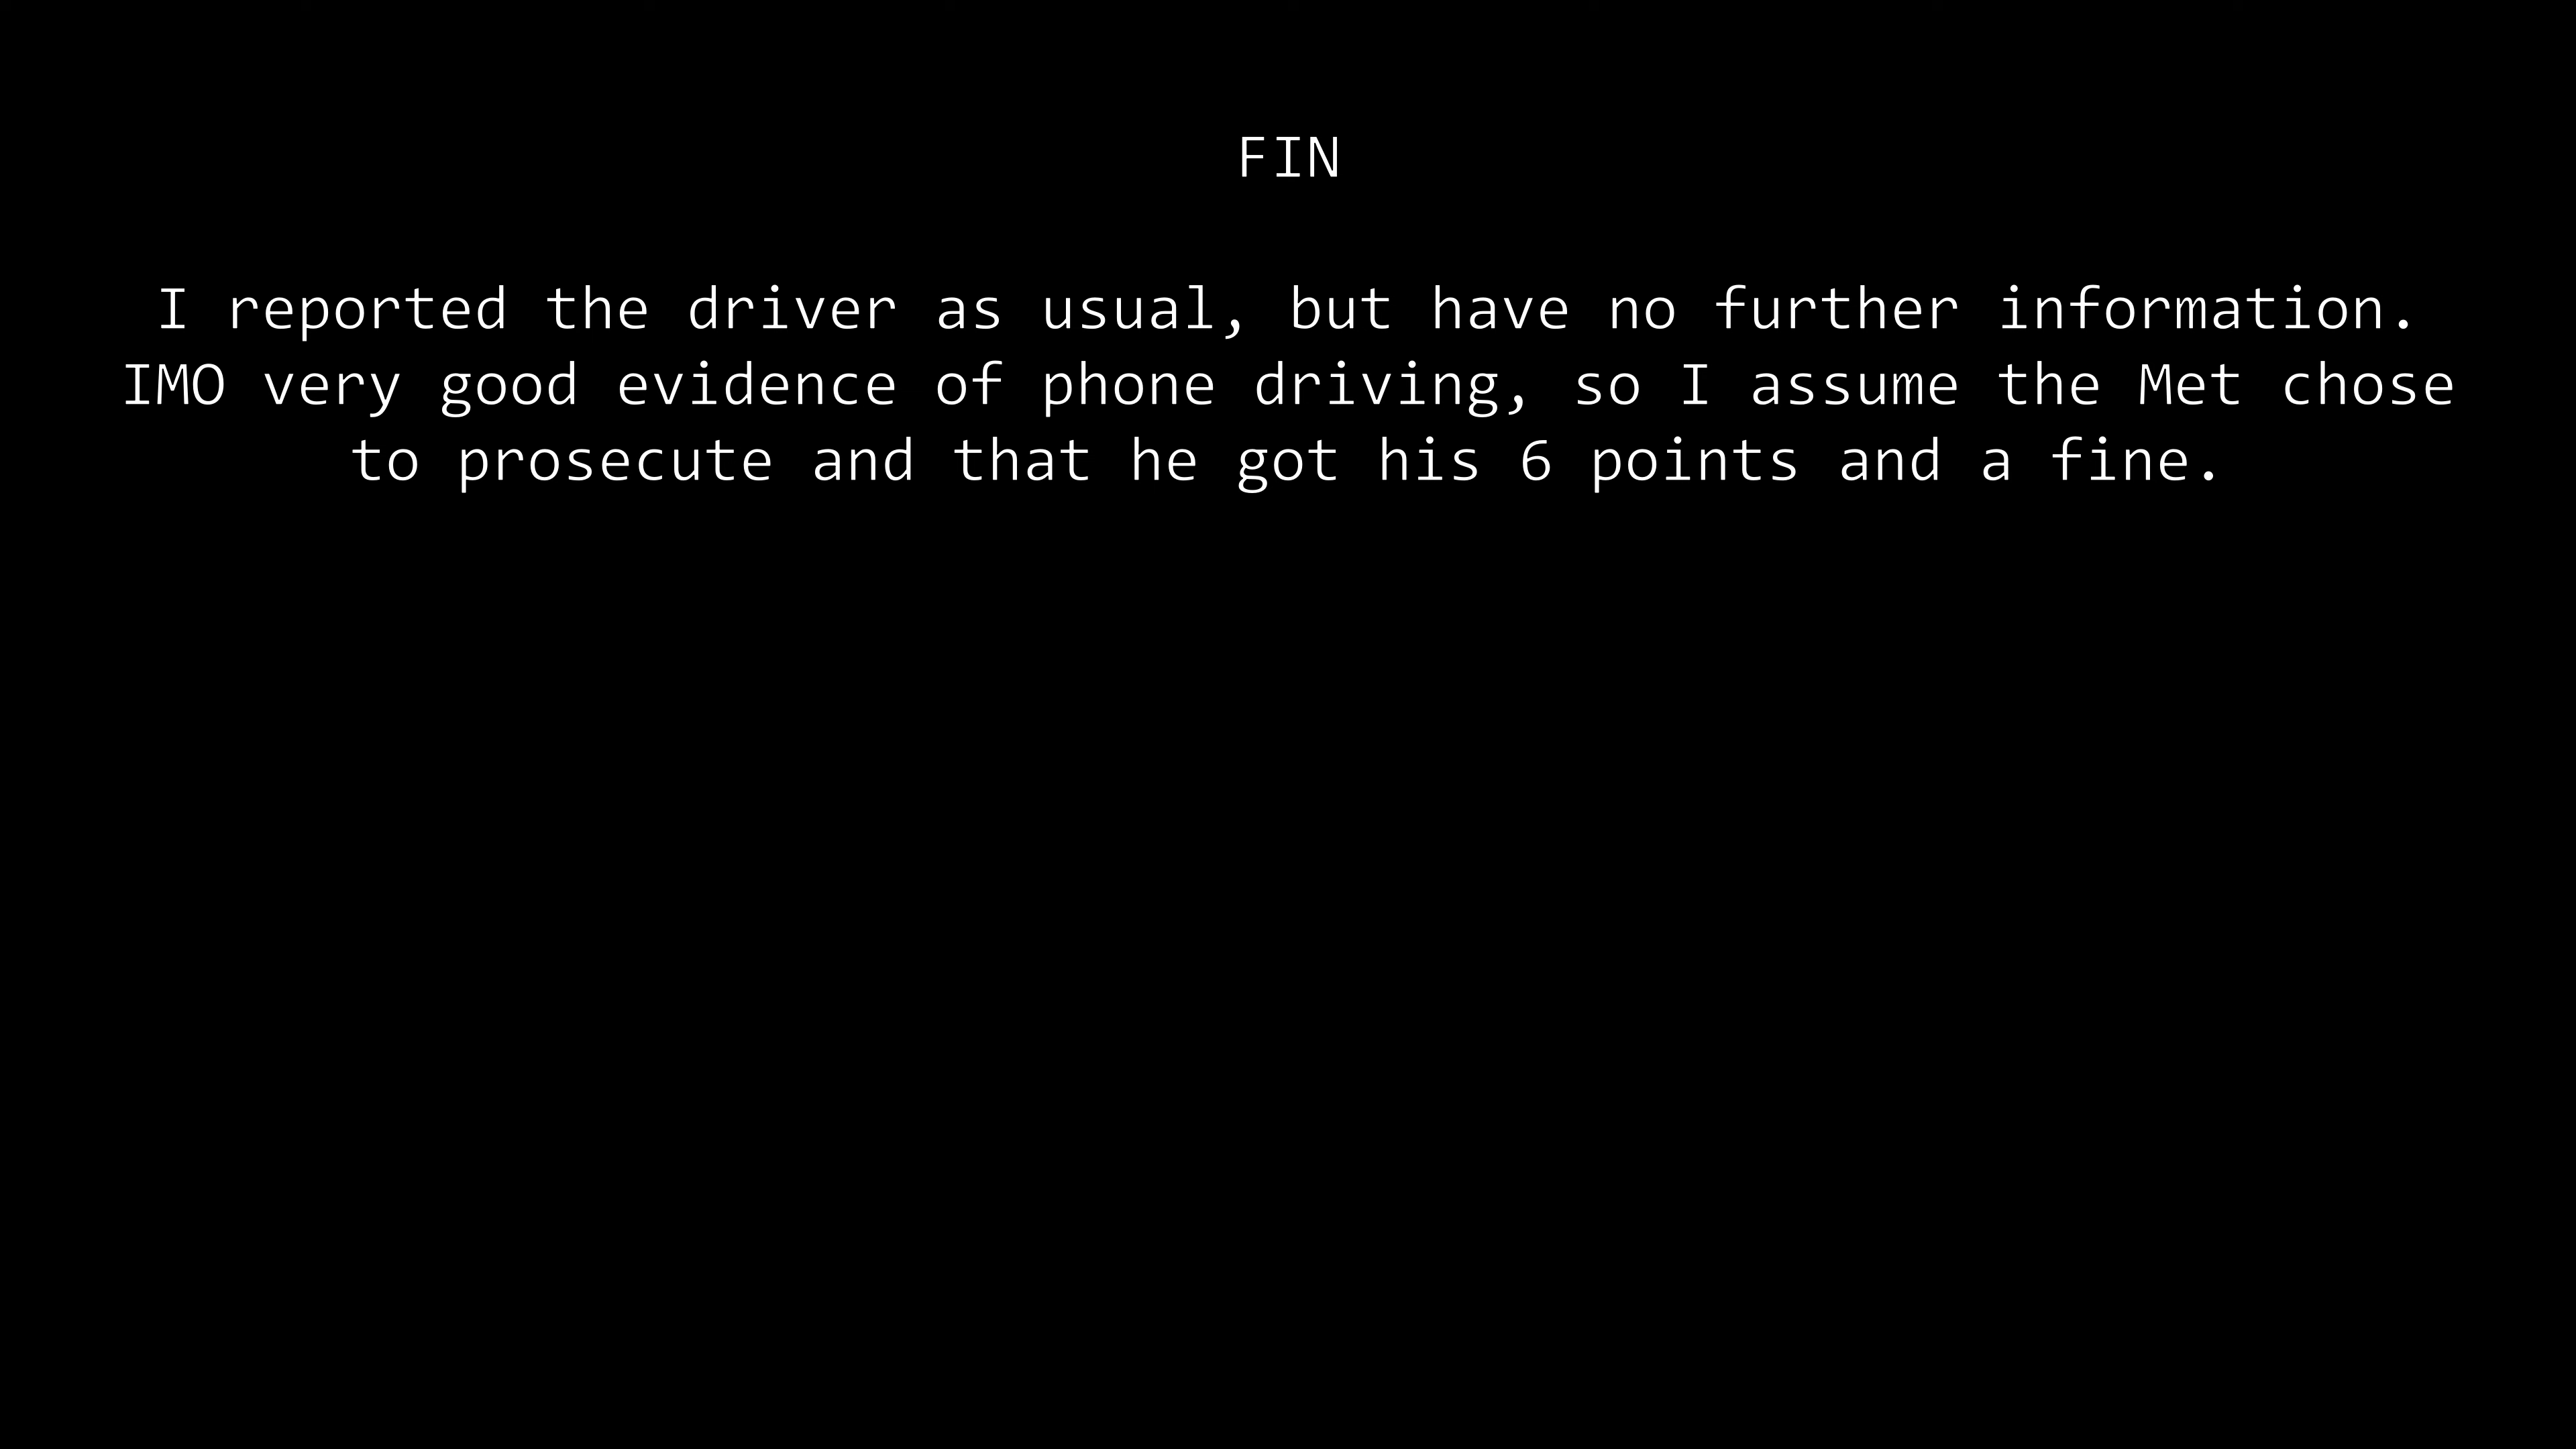 FIN
I reported the driver as usual, but have no further information.
IMO very good evidence of phone driving, so I assume the Met chose
to prosecute and that he got his 6 points and a fine.